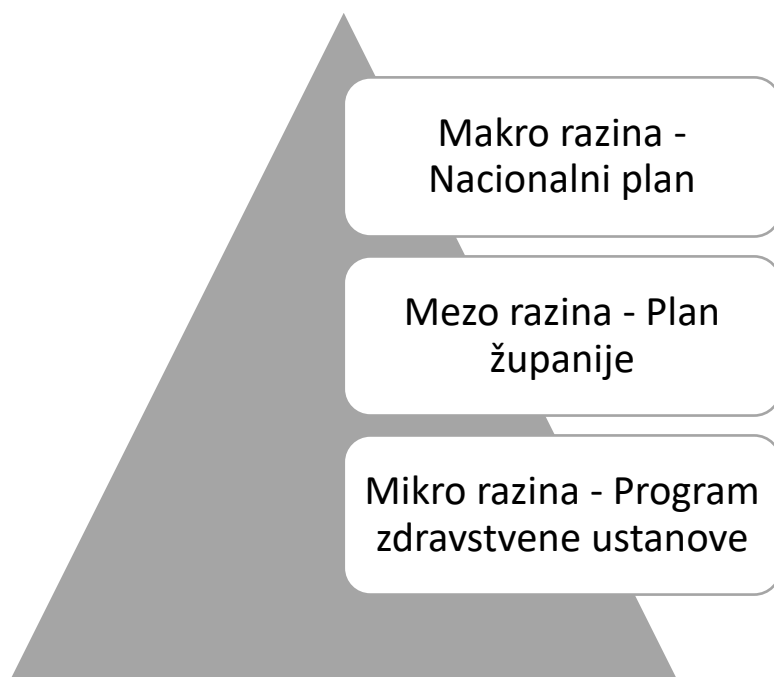 Makro razina -
Nacionalni plan
Mezo razina - Plan
županije
Mikro razina - Program
zdravstvene ustanove